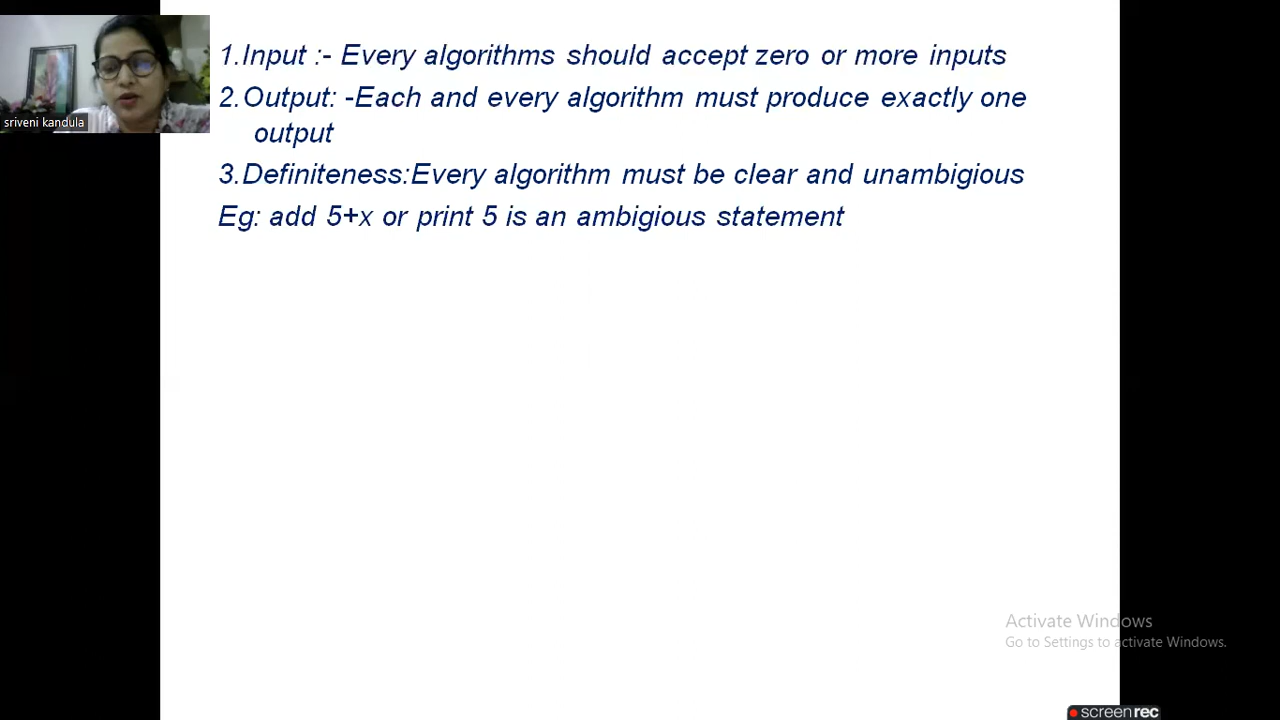 1.Input :- Every algorithms should accept zero or more inputs
2.Output: -Each and every algorithm must produce exactly one
output
3.Definiteness:Every algorithm must be clear and unambigious
Eg: add 5+x or print 5 is an ambigious statement
sriveni kandula
Activate Windows
Go to Settings to activate Windows.
screenrec